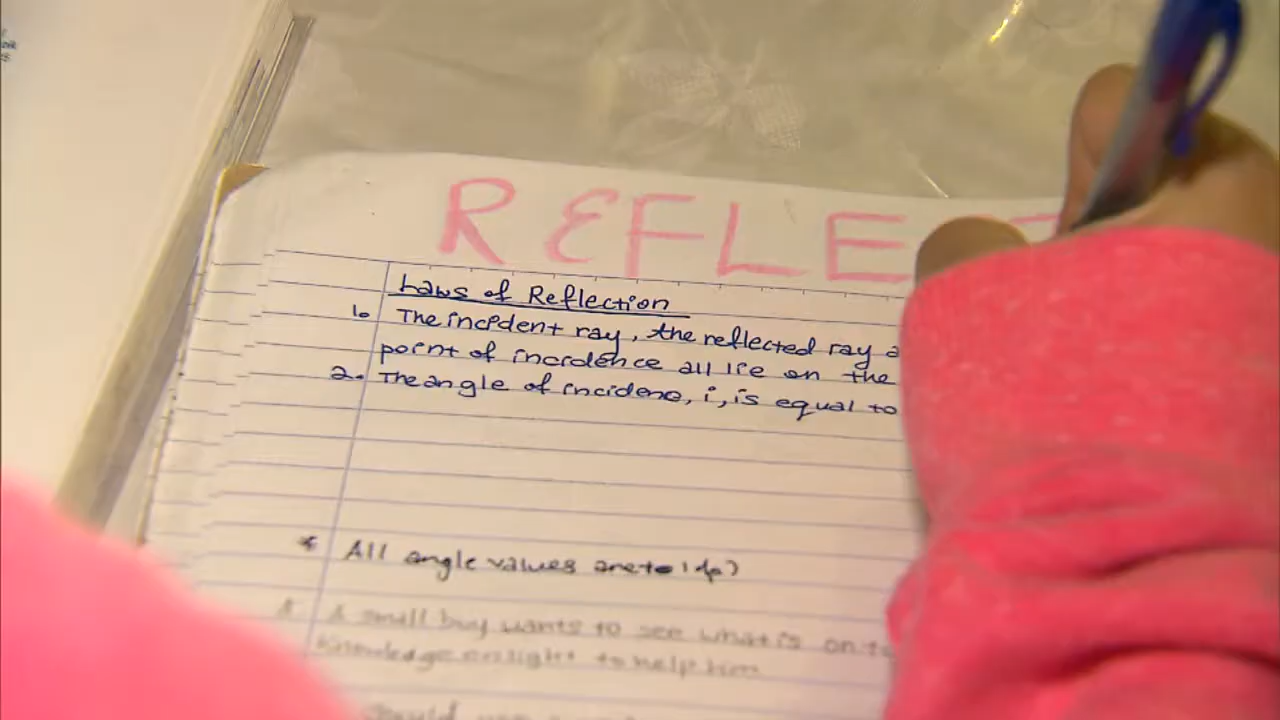 REFLE
Laws of Reflection
1. The incident ray, the reflected ray a
point of incidence all lie on the
2. The angle of incidene, i, is equal to
* All angle values are to 1dp)
A small boy wants to see what is on to
knowledge on light to help him